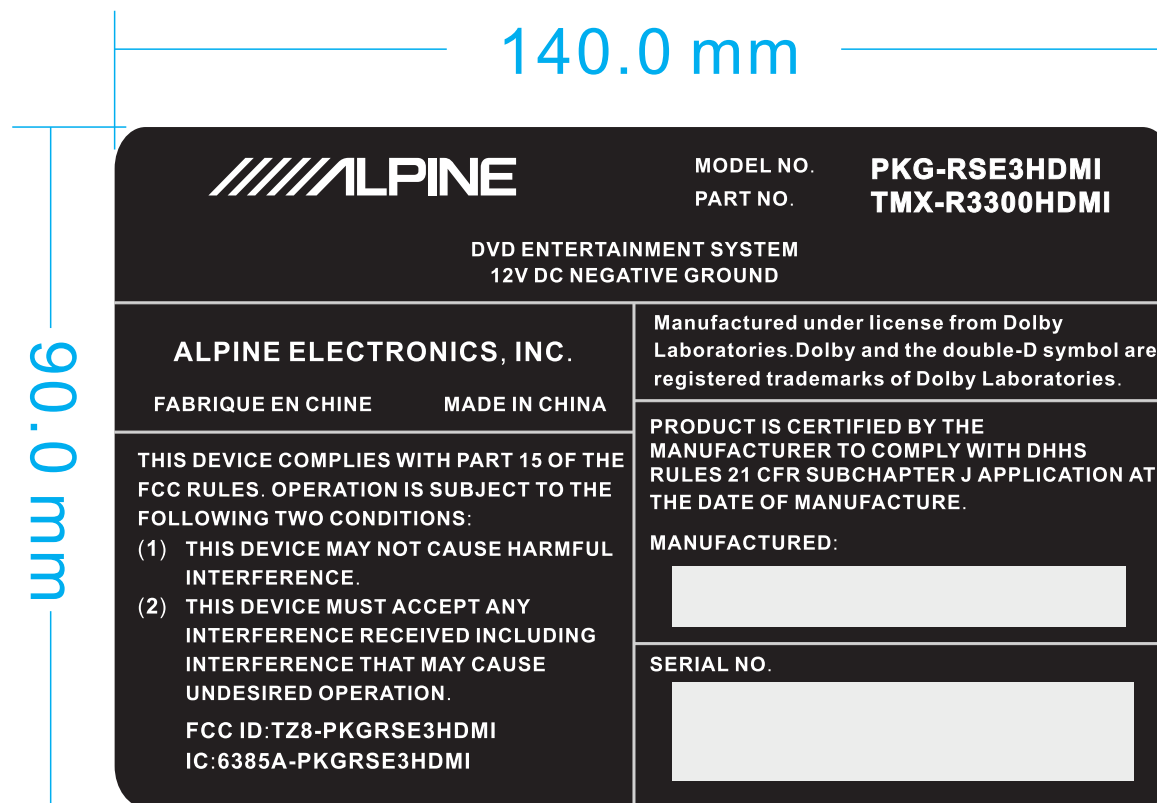 140.0 mm
90.0 mm
ALPINE
MODEL NO. PKG-RSE3HDMI
PART NO. TMX-R3300HDMI
DVD ENTERTAINMENT SYSTEM
12V DC NEGATIVE GROUND
ALPINE ELECTRONICS, INC.
FABRIQUE EN CHINE MADE IN CHINA
THIS DEVICE COMPLIES WITH PART 15 OF THE
FCC RULES. OPERATION IS SUBJECT TO THE
FOLLOWING TWO CONDITIONS:
(1) THIS DEVICE MAY NOT CAUSE HARMFUL
INTERFERENCE.
(2) THIS DEVICE MUST ACCEPT ANY
INTERFERENCE RECEIVED INCLUDING
INTERFERENCE THAT MAY CAUSE
UNDESIRED OPERATION.
FCC ID:TZ8-PKGRSE3HDMI
IC:6385A-PKGRSE3HDMI
Manufactured under license from Dolby
Laboratories.Dolby and the double-D symbol are
registered trademarks of Dolby Laboratories.
PRODUCT IS CERTIFIED BY THE
MANUFACTURER TO COMPLY WITH DHHS
RULES 21 CFR SUBCHAPTER J APPLICATION AT
THE DATE OF MANUFACTURE.
MANUFACTURED:
SERIAL NO.